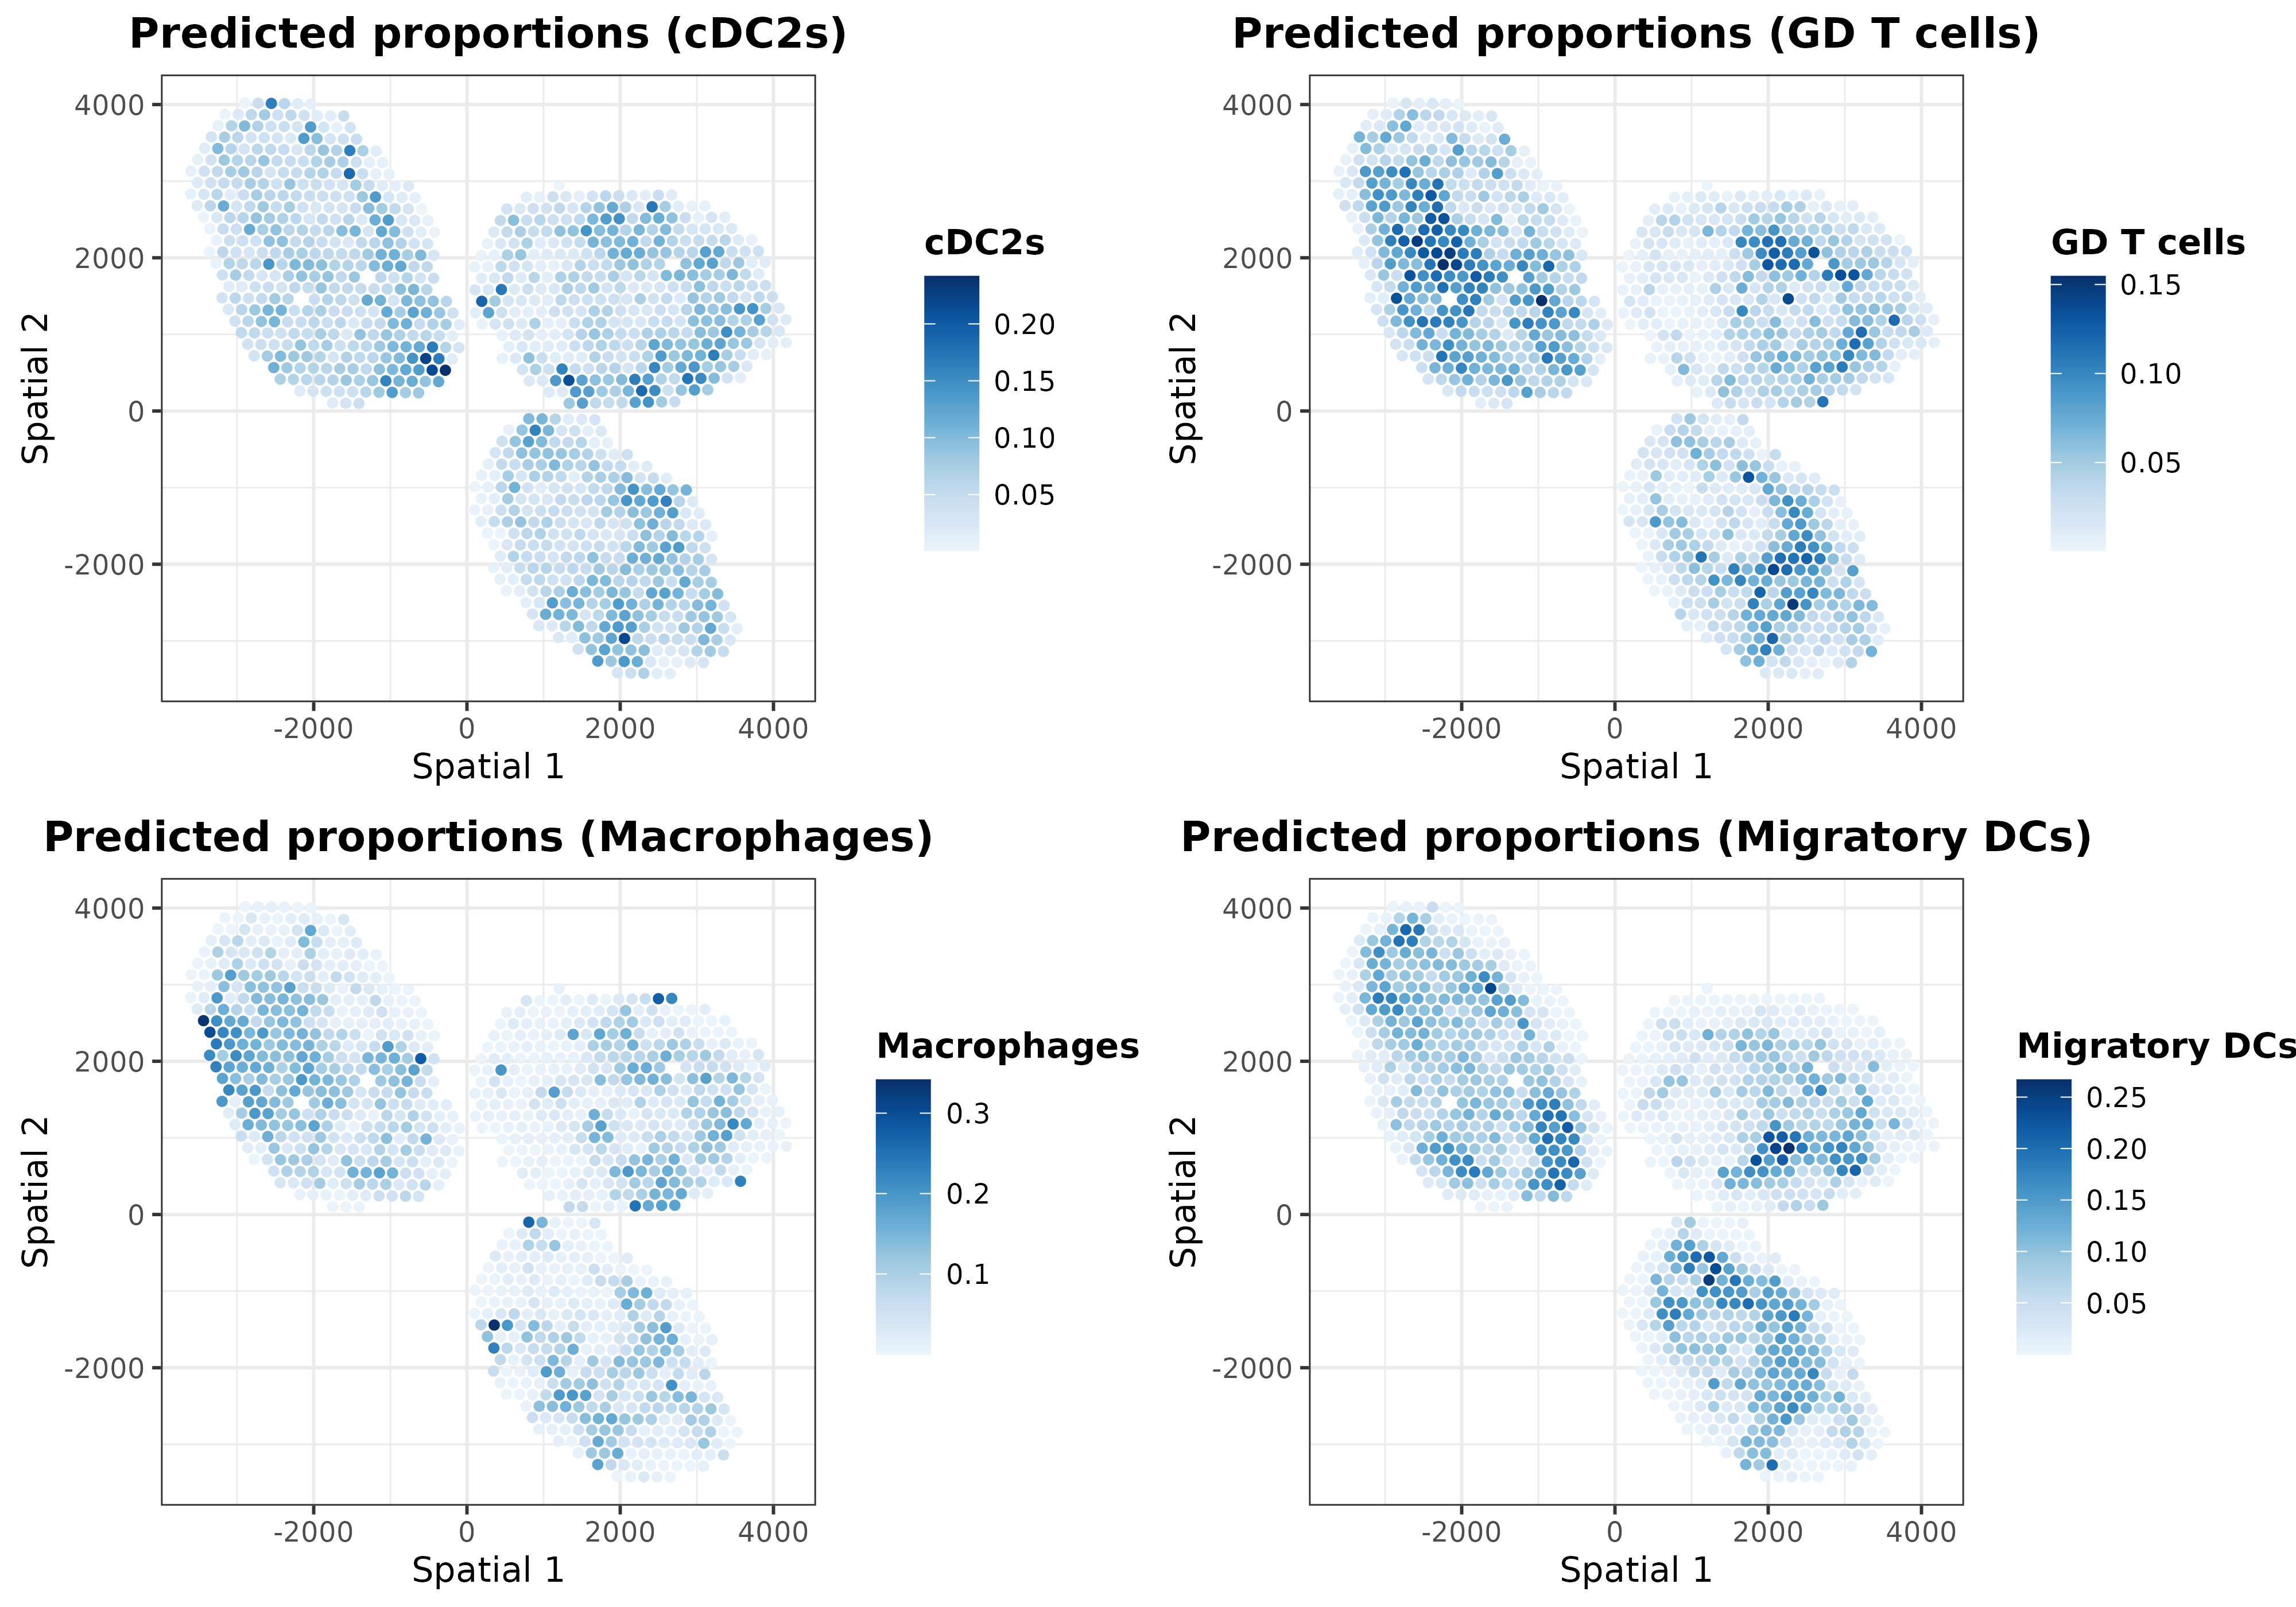 Predicted proportions (cDC2s)
4000
2000
0
-2000
-2000
0
2000
4000
Spatial 1
Spatial 2
cDC2s
0.20
0.15
0.10
0.05
Predicted proportions (GD T cells)
4000
2000
0
-2000
-2000
0
2000
4000
Spatial 1
Spatial 2
GD T cells
0.15
0.10
0.05
Predicted proportions (Macrophages)
4000
2000
0
-2000
-2000
0
2000
4000
Spatial 1
Spatial 2
Macrophages
0.3
0.2
0.1
Predicted proportions (Migratory DCs)
4000
2000
0
-2000
-2000
0
2000
4000
Spatial 1
Spatial 2
Migratory DCs
0.25
0.20
0.15
0.10
0.05